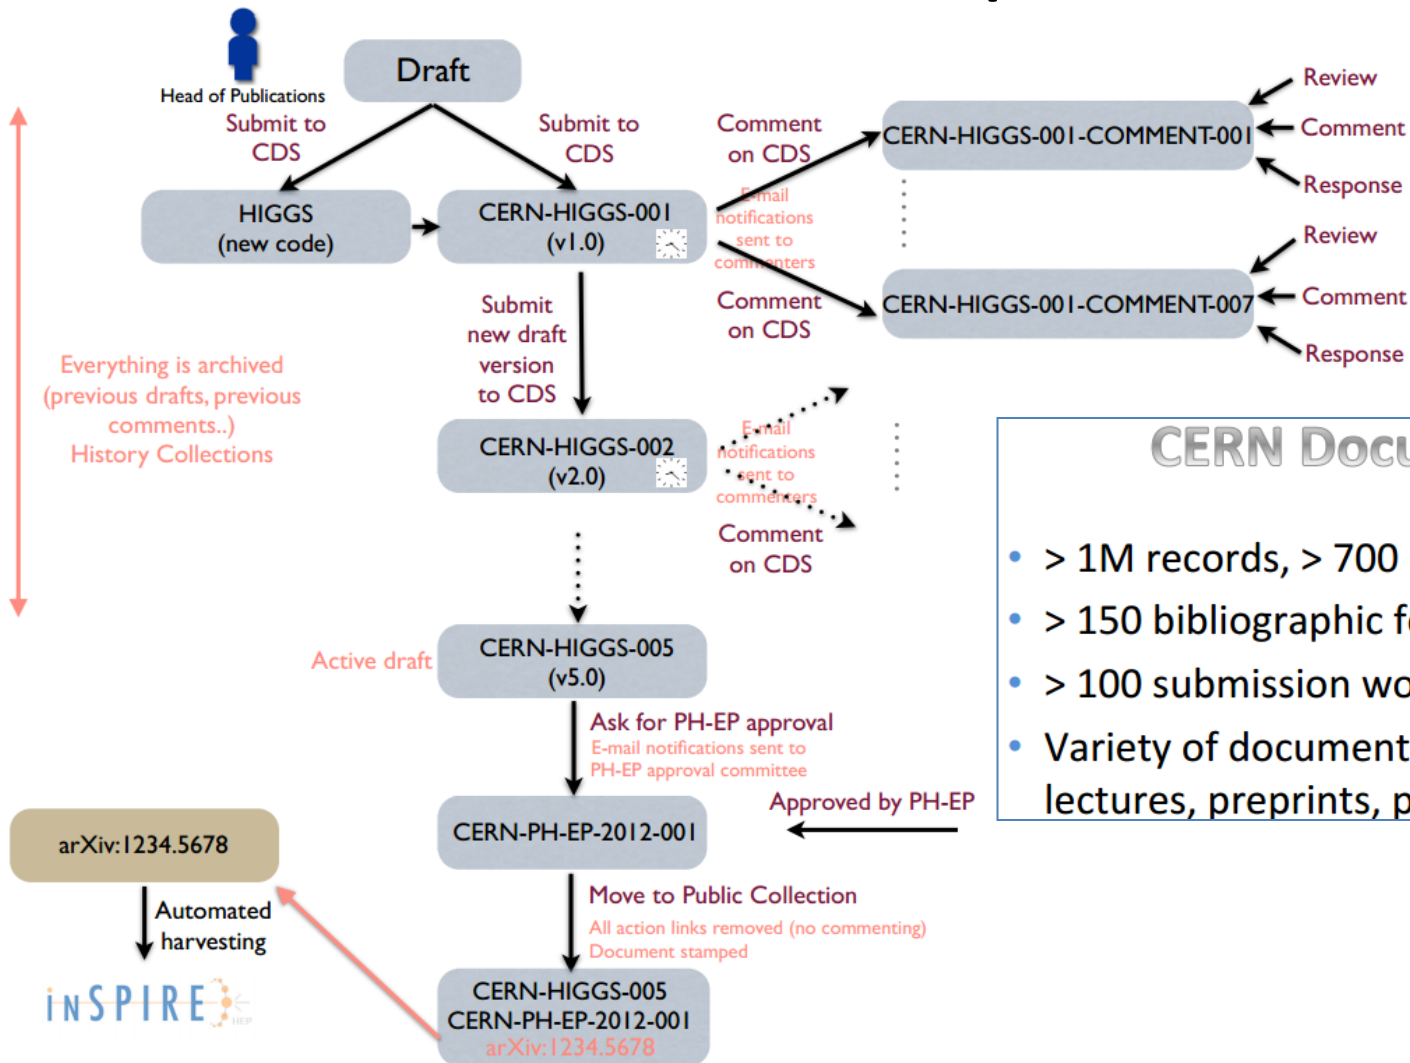 Draft
Head of Publications
Submit to
CDS
Submit to
CDS
HIGGS
(new code)
CERN-HIGGS-001
(v1.0)
Comment
on CDS
E-mail
notifications
sent to
commenters
Comment
on CDS
CERN-HIGGS-001-COMMENT-001
Review
Comment
Response
CERN-HIGGS-001-COMMENT-007
Review
Comment
Response
Submit
new draft
version
to CDS
Everything is archived
(previous drafts, previous
comments..)
History Collections
CERN-HIGGS-002
(v2.0)
E-mail
notifications
sent to
commenters
Comment
on CDS
CERN Docu
• > 1M records, > 700
• > 150 bibliographic fo
• > 100 submission wo
• Variety of document
lectures, preprints, p
Active draft
CERN-HIGGS-005
(v5.0)
Ask for PH-EP approval
E-mail notifications sent to
PH-EP approval committee
CERN-PH-EP-2012-001
Approved by PH-EP
Move to Public Collection
All action links removed (no commenting)
Document stamped
arXiv:1234.5678
Automated
harvesting
inSPIRE
HEP
CERN-HIGGS-005
CERN-PH-EP-2012-001
arXiv:1234.5678